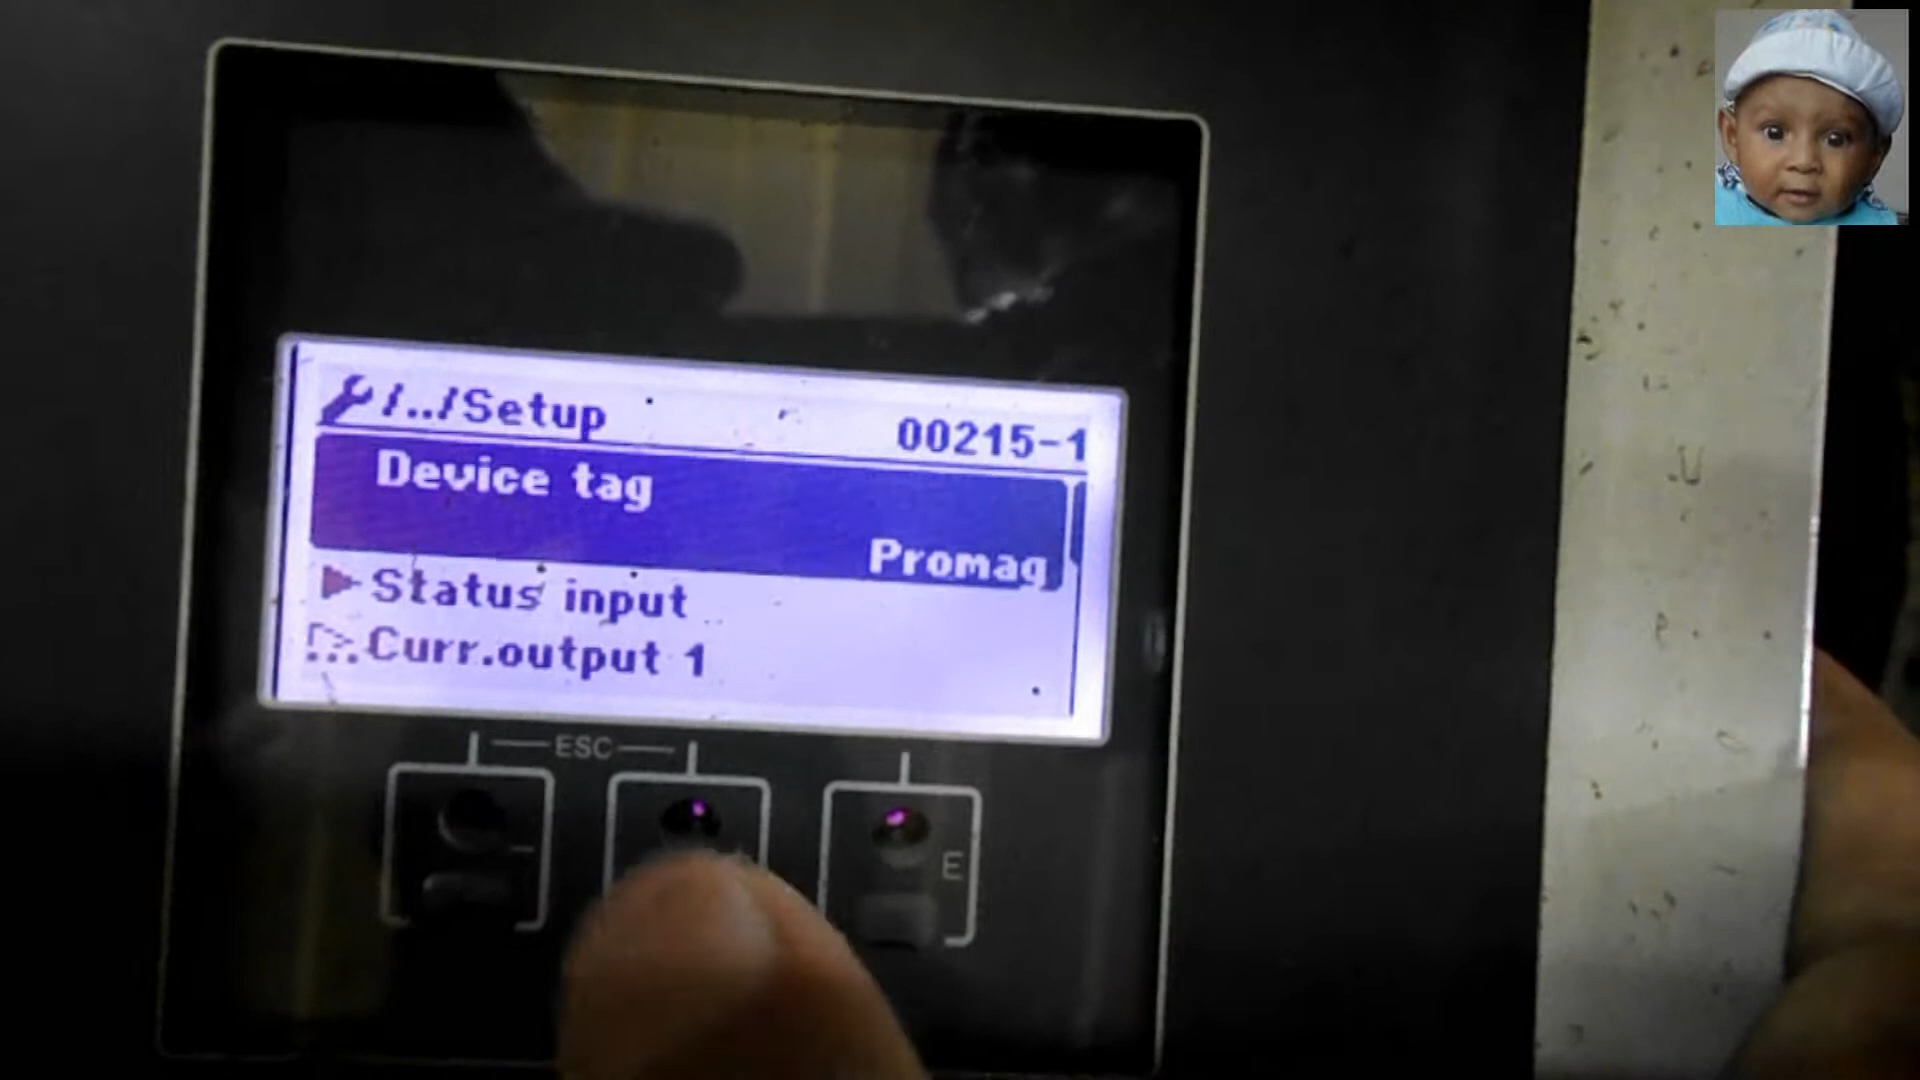 /../Setup 00215-1
Device tag
Promag
Status input
Curr.output 1
ESC
-
E